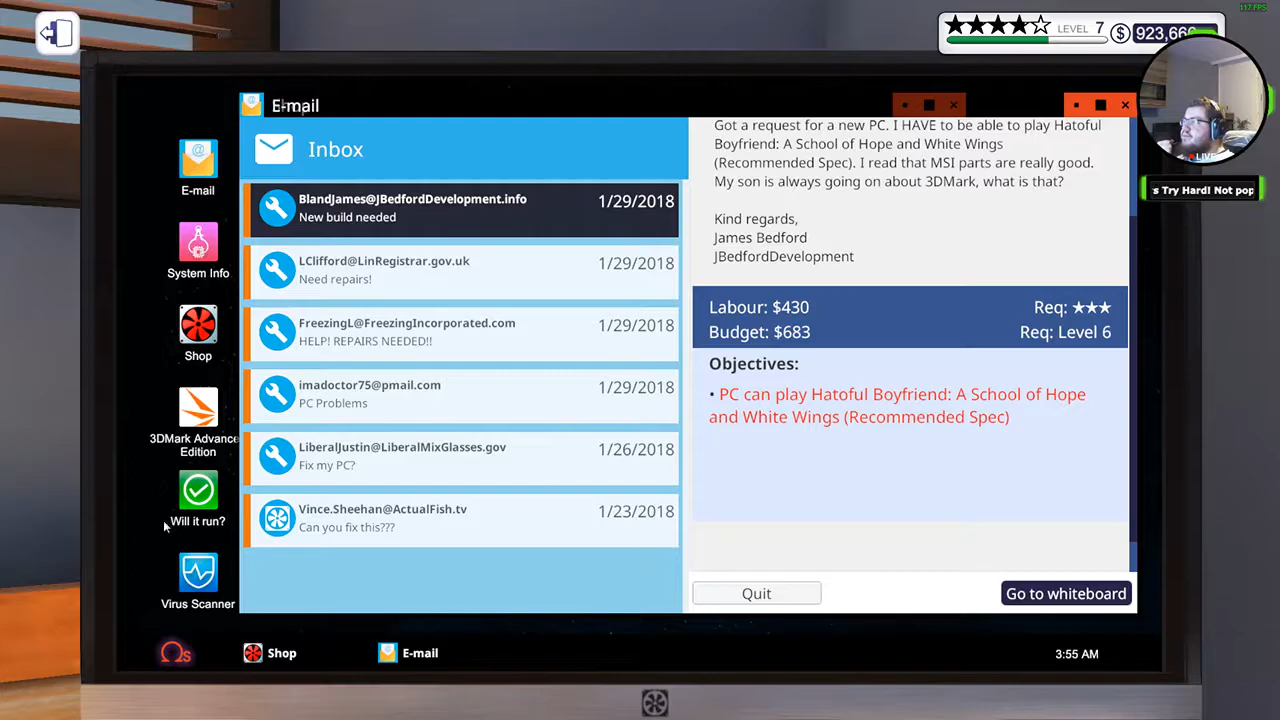 117 FPS
LEVEL 7
$ 923,66
E-mail
Inbox
BlandJames@JBedfordDevelopment.info
New build needed
1/29/2018
LClifford@LinRegistrar.gov.uk
Need repairs!
1/29/2018
FreezingL@FreezingIncorporated.com
HELP! REPAIRS NEEDED!!
1/29/2018
imadoctor75@pmail.com
PC Problems
1/29/2018
LiberalJustin@LiberalMixGlasses.gov
Fix my PC?
1/26/2018
Vince.Sheehan@ActualFish.tv
Can you fix this???
1/23/2018
Got a request for a new PC. I HAVE to be able to play Hatoful
Boyfriend: A School of Hope and White Wings
(Recommended Spec). I read that MSI parts are really good.
My son is always going on about 3DMark, what is that?
Kind regards,
James Bedford
JBedfordDevelopment
Labour: $430
Req: ★★★
Budget: $683
Req: Level 6
Objectives:
• PC can play Hatoful Boyfriend: A School of Hope
and White Wings (Recommended Spec)
Quit
Go to whiteboard
E-mail
System Info
Shop
3DMark Advance
Edition
Will it run?
Virus Scanner
Ωs
Shop
E-mail
3:55 AM
LIVE
s Try Hard! Not pop